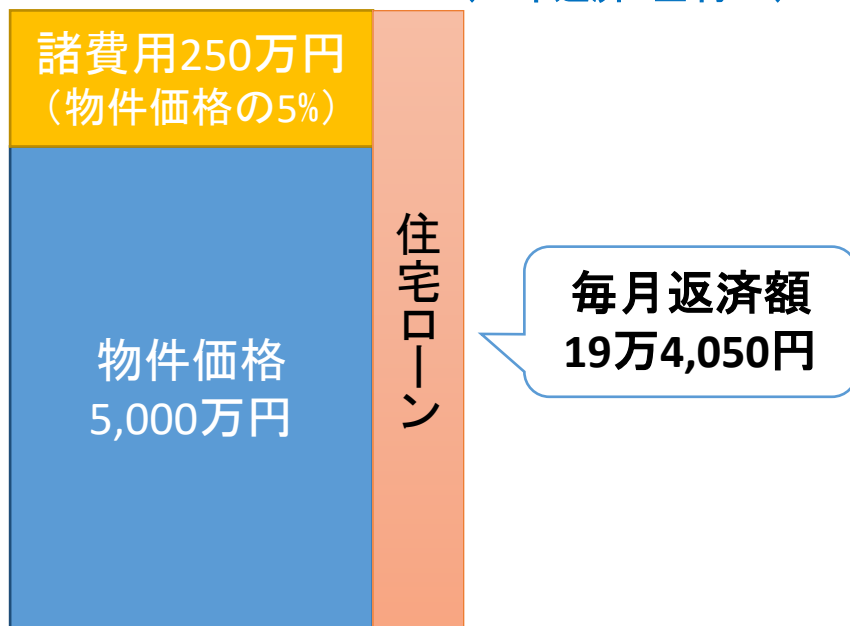 諸費用250万円
（物件価格の5%）
住宅ローン
毎月返済額
19万4,050円
物件価格
5,000万円